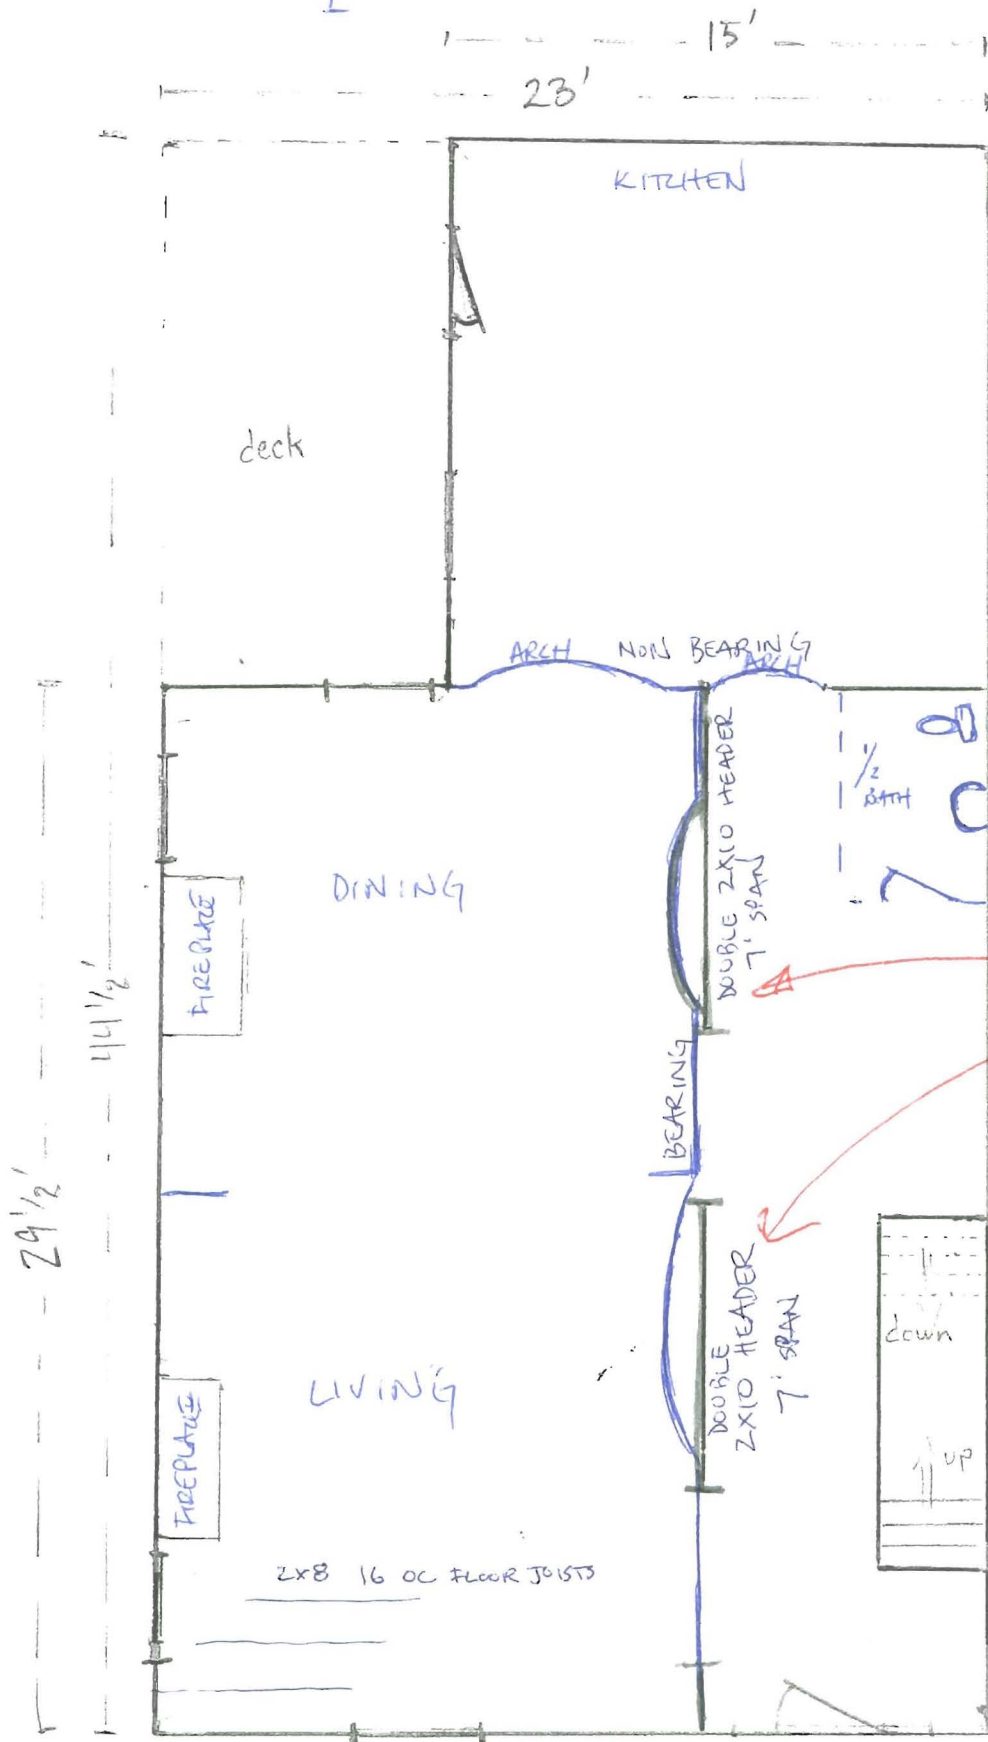 15'
23'
KITCHEN
deck
ARCH
NON BEARING
ARCH
DOUBLE 2X10 HEADER
7' SPAN
1/2
BATH
DINING
FIREPLACE
44 1/2'
BEARING
29 1/2'
DOUBLE
2X10 HEADER
7' SPAN
down
LIVING
FIREPLACE
up
2X8 16 OC FLOOR JOISTS